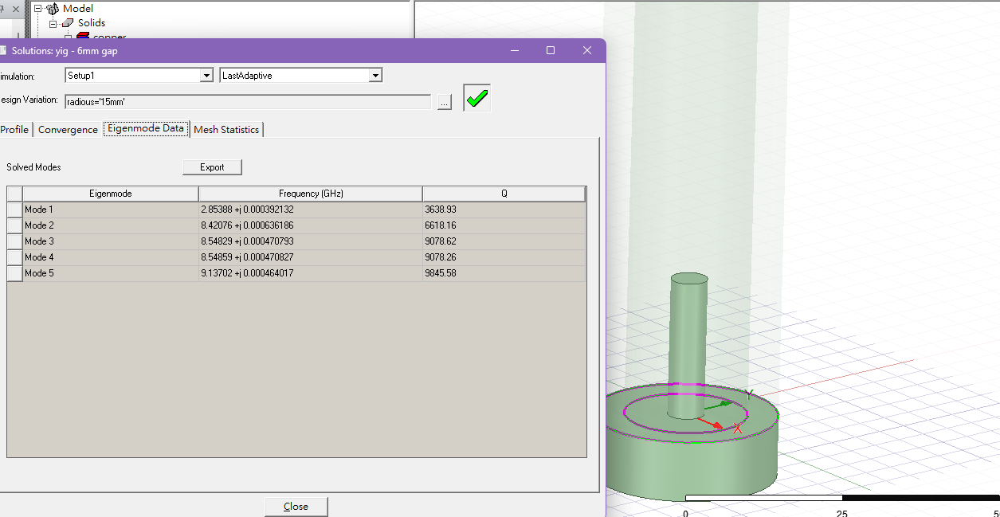 Model
Solids
copper
Solutions: yig - 6mm gap
imulation:
Setup1
LastAdaptive
esign Variation:
radious='15mm'
...
Profile
Convergence
Eigenmode Data
Mesh Statistics
Solved Modes
Export
Eigenmode Frequency (GHz) Q
Mode 1 2.85388 +j 0.000392132 3638.93
Mode 2 8.42076 +j 0.000636186 6618.16
Mode 3 8.54829 +j 0.000470793 9078.62
Mode 4 8.54859 +j 0.000470827 9078.26
Mode 5 9.13702 +j 0.000464017 9845.58
Close
Y
X
0
25